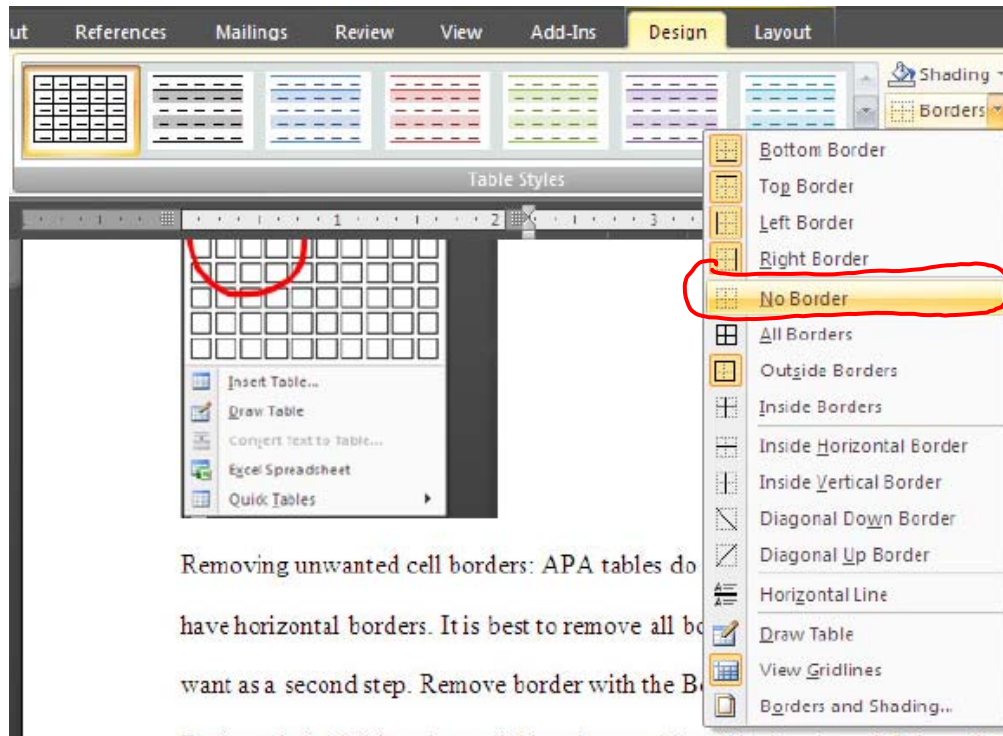 ut References Mailings Review View Add-Ins Design Layout
Shading
Borders
Table Styles
1 2 3
Bottom Border
Top Border
Left Border
Right Border
No Border
All Borders
Outside Borders
Inside Borders
Inside Horizontal Border
Inside Vertical Border
Diagonal Down Border
Diagonal Up Border
Horizontal Line
Draw Table
View Gridlines
Borders and Shading...
Insert Table...
Draw Table
Convert Text to Table...
Excel Spreadsheet
Quick Tables
Removing unwanted cell borders: APA tables do
have horizontal borders. It is best to remove all bo
want as a second step. Remove border with the B